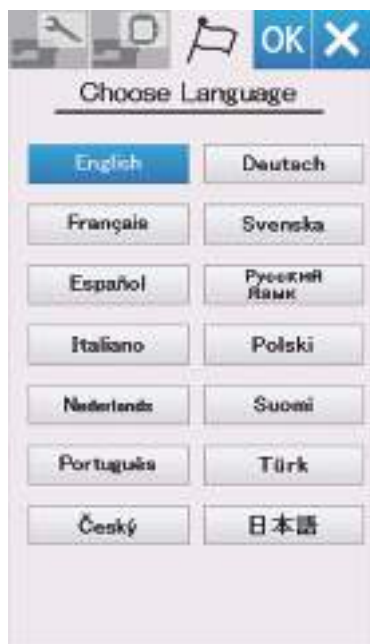 OK X
Choose Language
English Deutsch
Français Svenska
Español Русский
Язык
Italiano Polski
Nederlands Suomi
Português Türk
Český 日本語